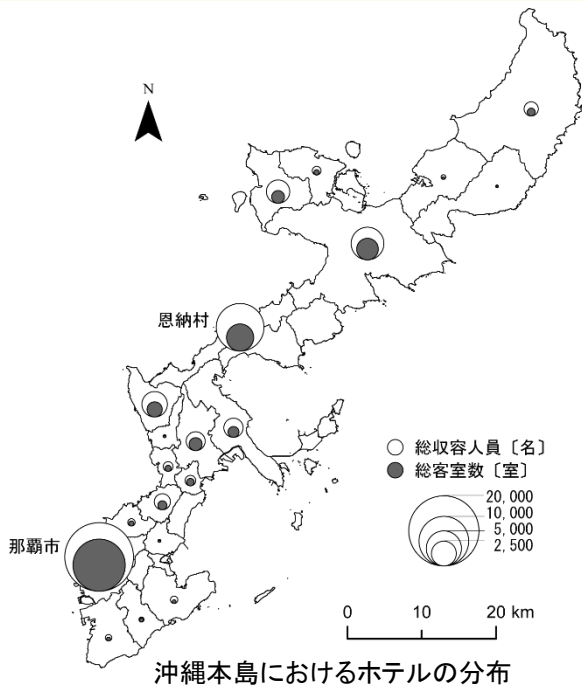 N
恩納村
○ 総収容人員〔名〕
● 総客室数〔室〕
20,000
10,000
5,000
2,500
那覇市
0 10 20 km
沖縄本島におけるホテルの分布